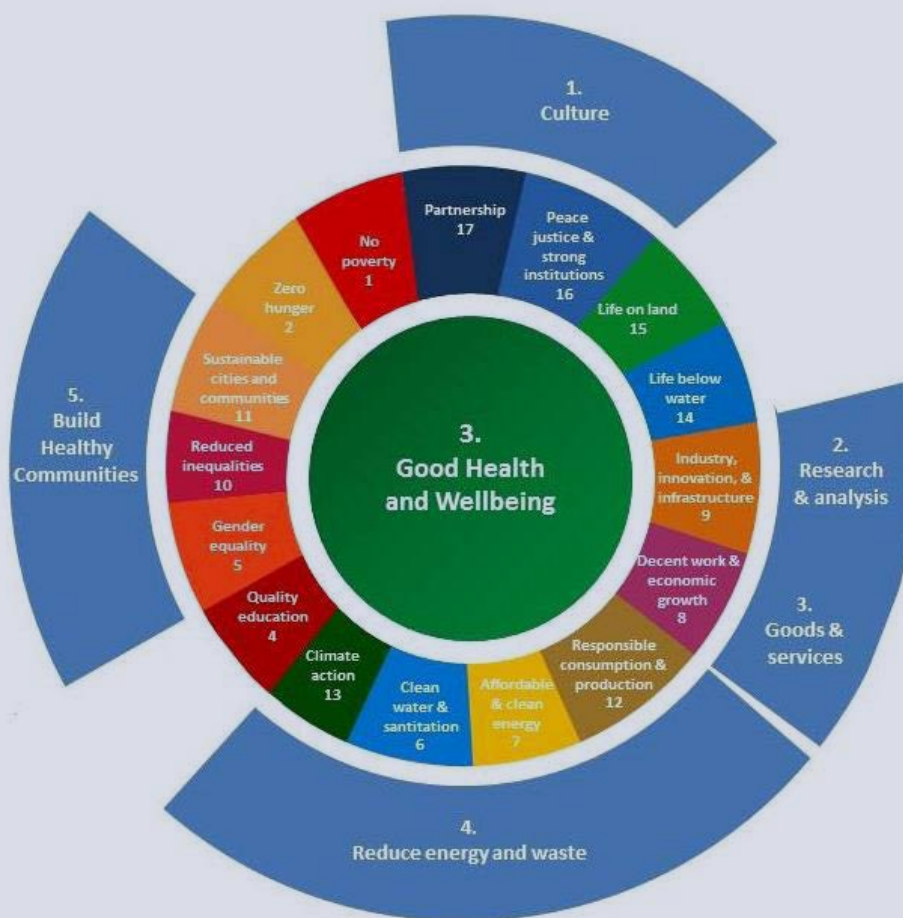 1.
Culture
Partnership
17
Peace
justice &
strong
institutions
16
Life on land
15
Life below
water
14
Industry,
innovation, &
infrastructure
9
Decent work &
economic
growth
8
Responsible
consumption &
production
12
Affordable
& clean
energy
7
Clean
water &
santitation
6
Climate
action
13
Quality
education
4
Gender
equality
5
Reduced
inequalities
10
Sustainable
cities and
communities
11
Zero
hunger
2
No
poverty
1
3.
Good Health
and Wellbeing
2.
Research
& analysis
3.
Goods &
services
4.
Reduce energy and waste
5.
Build
Healthy
Communities